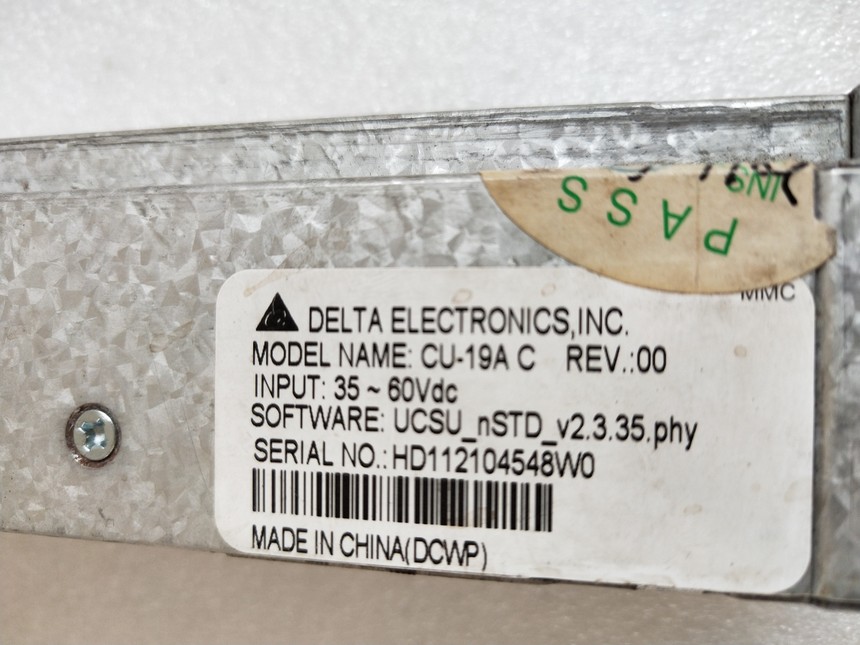 PASS
MMC
DELTA ELECTRONICS,INC.
MODEL NAME: CU-19A C REV.:00
INPUT: 35 ~ 60Vdc
SOFTWARE: UCSU_nSTD_v2.3.35.phy
SERIAL NO.: HD112104548W0
MADE IN CHINA(DCWP)